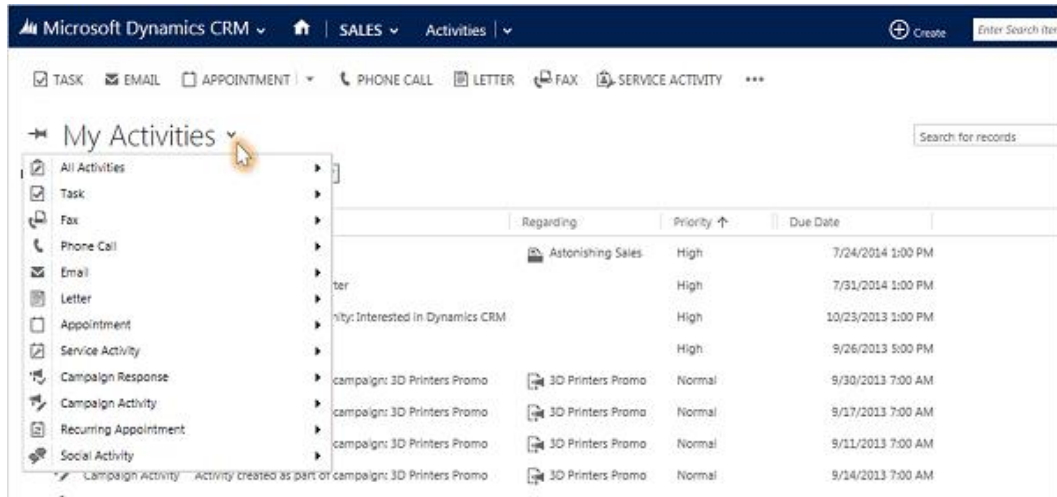 Microsoft Dynamics CRM SALES Activities Create Enter Search Iter
TASK EMAIL APPOINTMENT PHONE CALL LETTER FAX SERVICE ACTIVITY •••
My Activities Search for records
All Activities
Task
Fax Regarding Priority ↑ Due Date
Phone Call Astonishing Sales High 7/24/2014 1:00 PM
Email
Letter ter High 7/31/2014 1:00 PM
Appointment nity: Interested in Dynamics CRM High 10/23/2013 1:00 PM
Service Activity High 9/26/2013 5:00 PM
Campaign Response campaign: 3D Printers Promo 3D Printers Promo Normal 9/30/2013 7:00 AM
Campaign Activity campaign: 3D Printers Promo 3D Printers Promo Normal 9/17/2013 7:00 AM
Recurring Appointment campaign: 3D Printers Promo 3D Printers Promo Normal 9/11/2013 7:00 AM
Social Activity
Campaign Activity Activity created as part of campaign: 3D Printers Promo 3D Printers Promo Normal 9/14/2013 7:00 AM